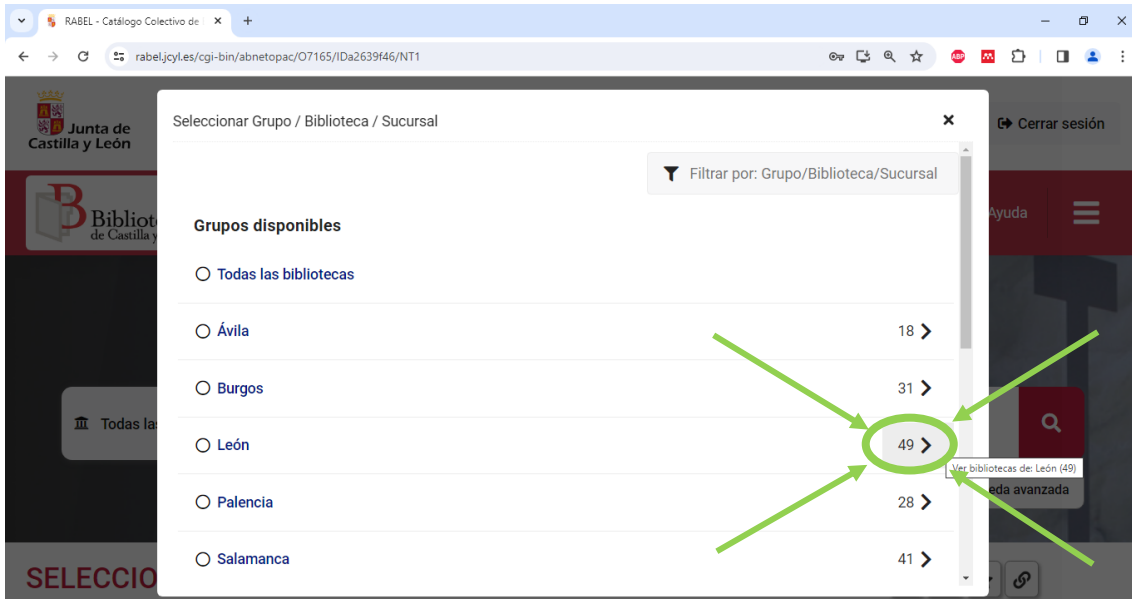 RABEL - Catálogo Colectivo de
rabel.jcyl.es/cgi-bin/abnetopac/O7165/IDa2639f46/NT1
ABP
Junta de
Castilla y León
Seleccionar Grupo / Biblioteca / Sucursal
Cerrar sesión
Filtrar por: Grupo/Biblioteca/Sucursal
Bibliot
de Castilla y
Ayuda
Grupos disponibles
Todas las bibliotecas
Ávila 18
Burgos 31
Todas las
León 49
Ver bibliotecas de: León (49)
eda avanzada
Palencia 28
Salamanca 41
SELECCIO